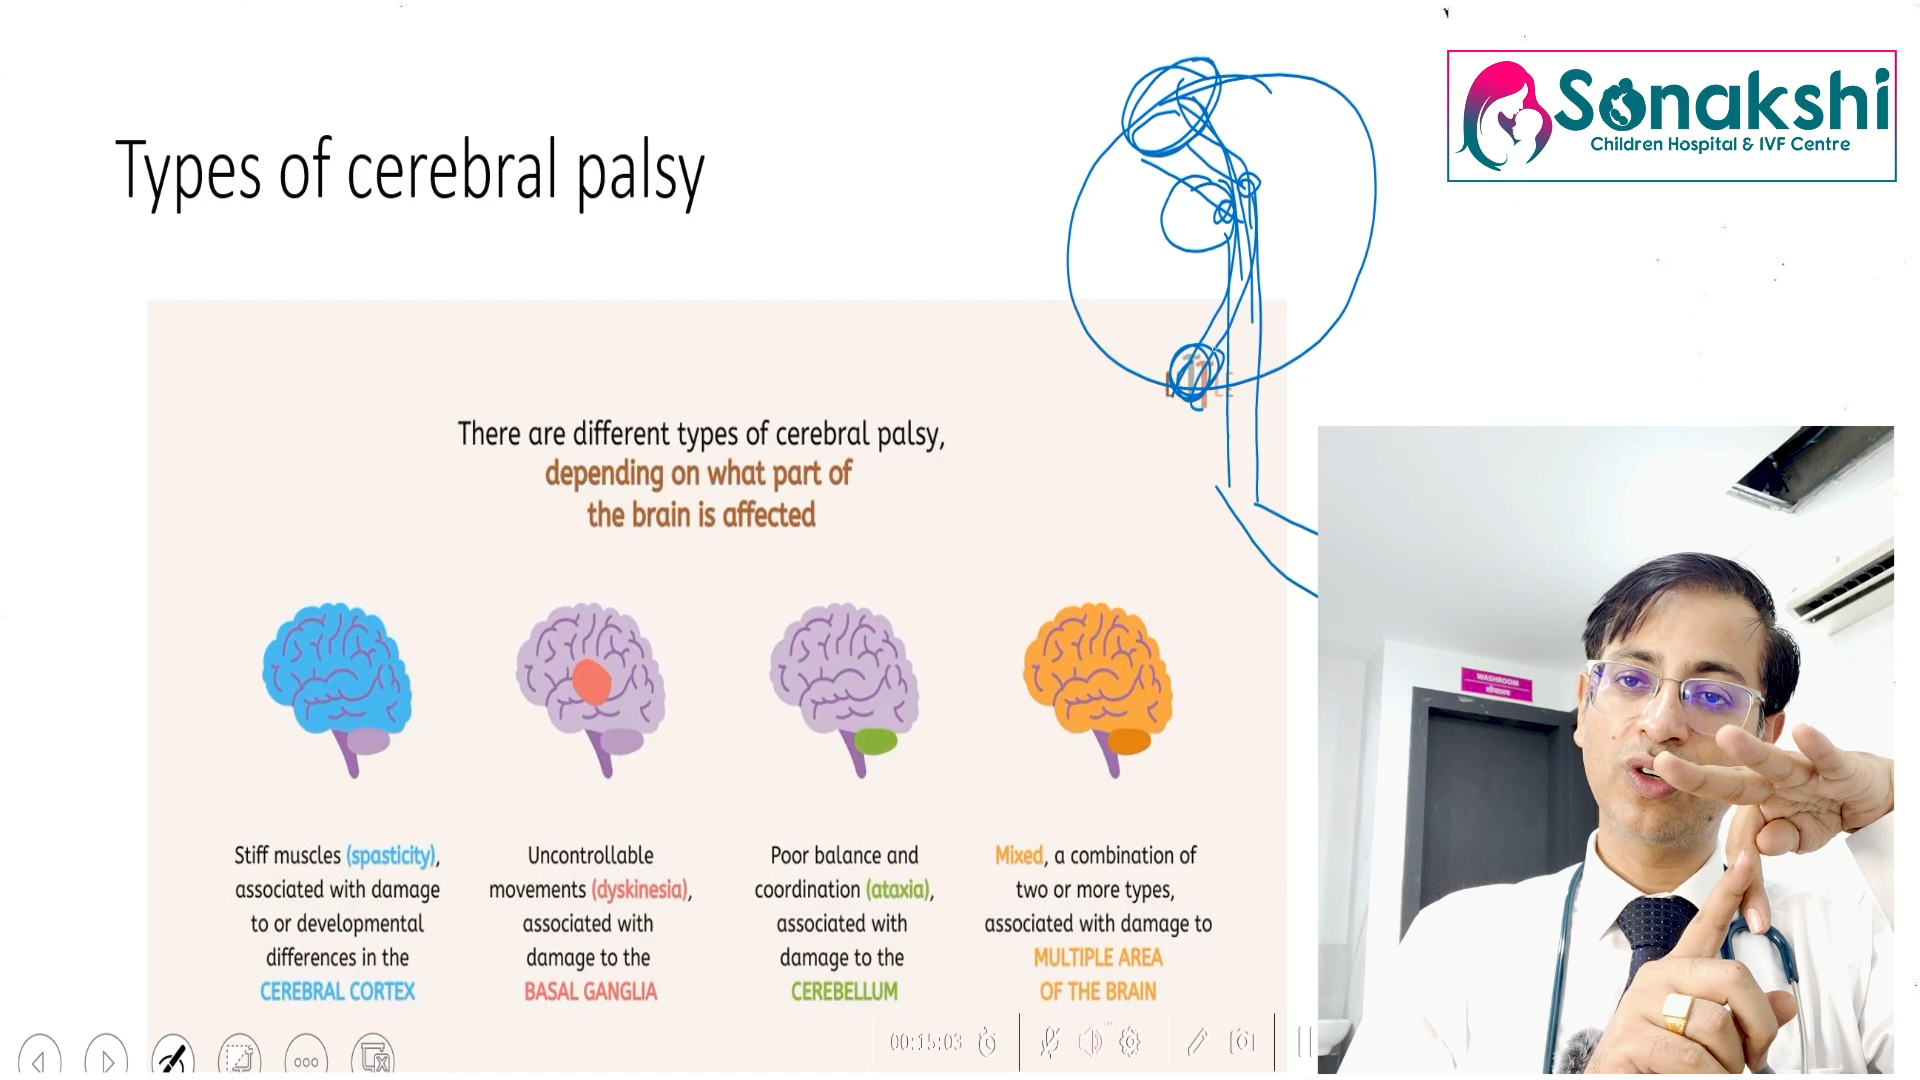 Types of cerebral palsy
Sonakshi
Children Hospital & IVF Centre
There are different types of cerebral palsy,
depending on what part of
the brain is affected
WASHROOM
शौचालय
Stiff muscles (spasticity),
associated with damage
to or developmental
differences in the
CEREBRAL CORTEX
Uncontrollable
movements (dyskinesia),
associated with
damage to the
BASAL GANGLIA
Poor balance and
coordination (ataxia),
associated with
damage to the
CEREBELLUM
Mixed, a combination of
two or more types,
associated with damage to
MULTIPLE AREA
OF THE BRAIN
00:15:03